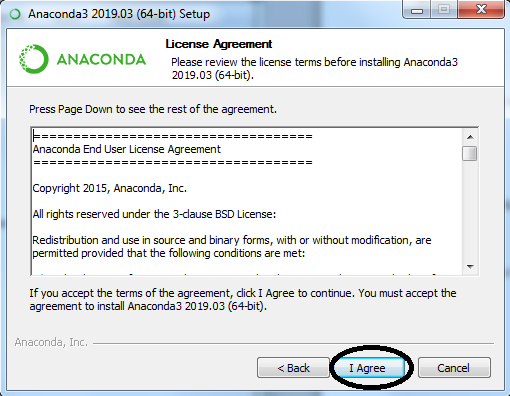 Anaconda3 2019.03 (64-bit) Setup
License Agreement
Please review the license terms before installing Anaconda3
2019.03 (64-bit).
ANACONDA
Press Page Down to see the rest of the agreement.
===================================
Anaconda End User License Agreement
===================================
Copyright 2015, Anaconda, Inc.
All rights reserved under the 3-clause BSD License:
Redistribution and use in source and binary forms, with or without modification, are
permitted provided that the following conditions are met:
If you accept the terms of the agreement, click I Agree to continue. You must accept the
agreement to install Anaconda3 2019.03 (64-bit).
Anaconda, Inc.
< Back
I Agree
Cancel